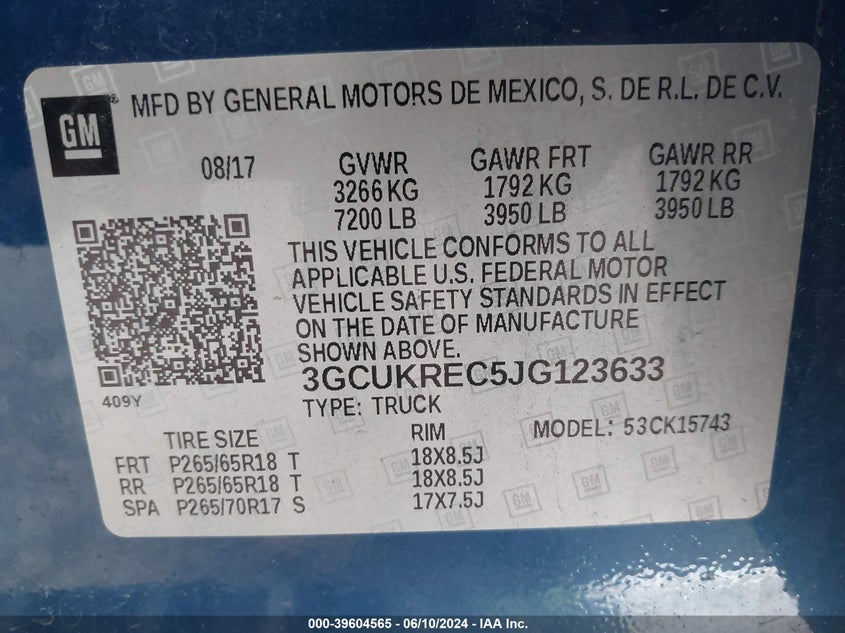 GM
MFD BY GENERAL MOTORS DE MEXICO, S. DE R.L. DE C.V.
08/17 GVWR GAWR FRT GAWR RR
3266 KG 1792 KG 1792 KG
7200 LB 3950 LB 3950 LB
THIS VEHICLE CONFORMS TO ALL
APPLICABLE U.S. FEDERAL MOTOR
VEHICLE SAFETY STANDARDS IN EFFECT
ON THE DATE OF MANUFACTURE
SHOWN ABOVE.
3GCUKREC5JG123633
409Y
TYPE: TRUCK
MODEL: 53CK15743
TIRE SIZE RIM
FRT P265/65R18 T 18X8.5J
RR P265/65R18 T 18X8.5J
SPA P265/70R17 S 17X7.5J
000-39604565 - 06/10/2024 - IAA Inc.